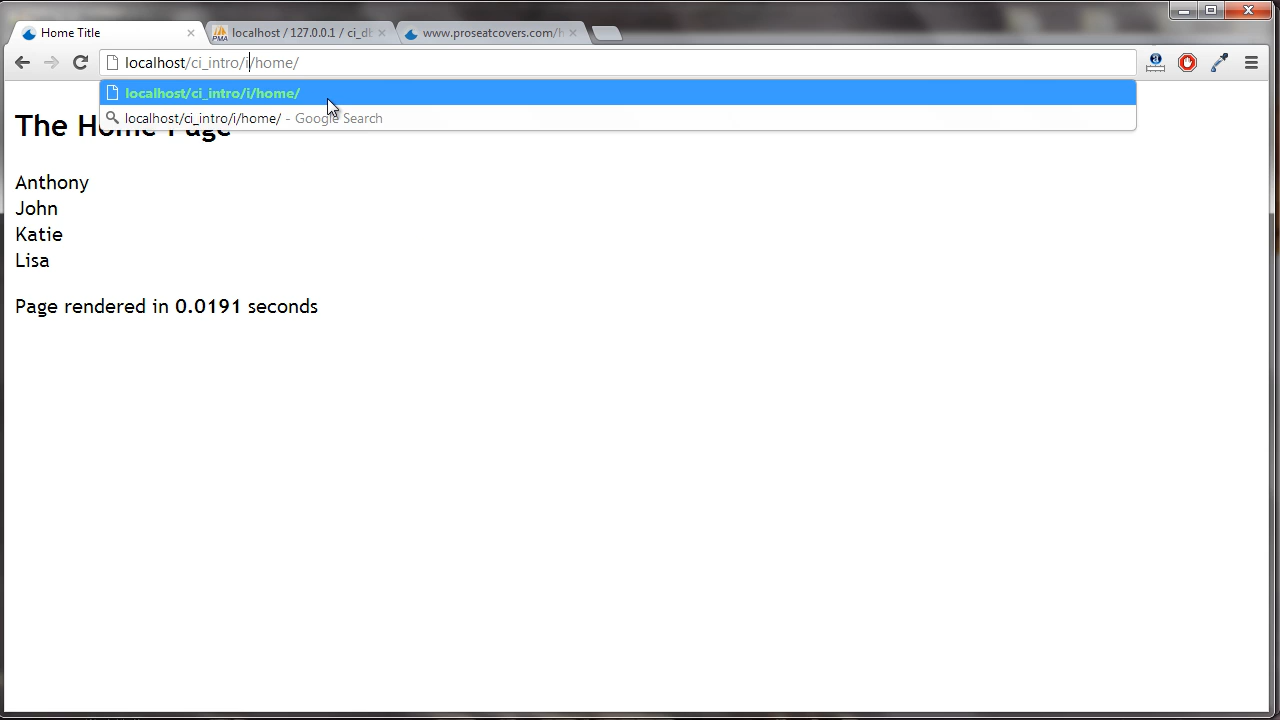 Home Title
localhost / 127.0.0.1 / ci_db
www.proseatcovers.com/h
localhost/ci_intro/i/home/
localhost/ci_intro/i/home/
localhost/ci_intro/i/home/ - Google Search
The Home Page
Anthony
John
Katie
Lisa
Page rendered in 0.0191 seconds